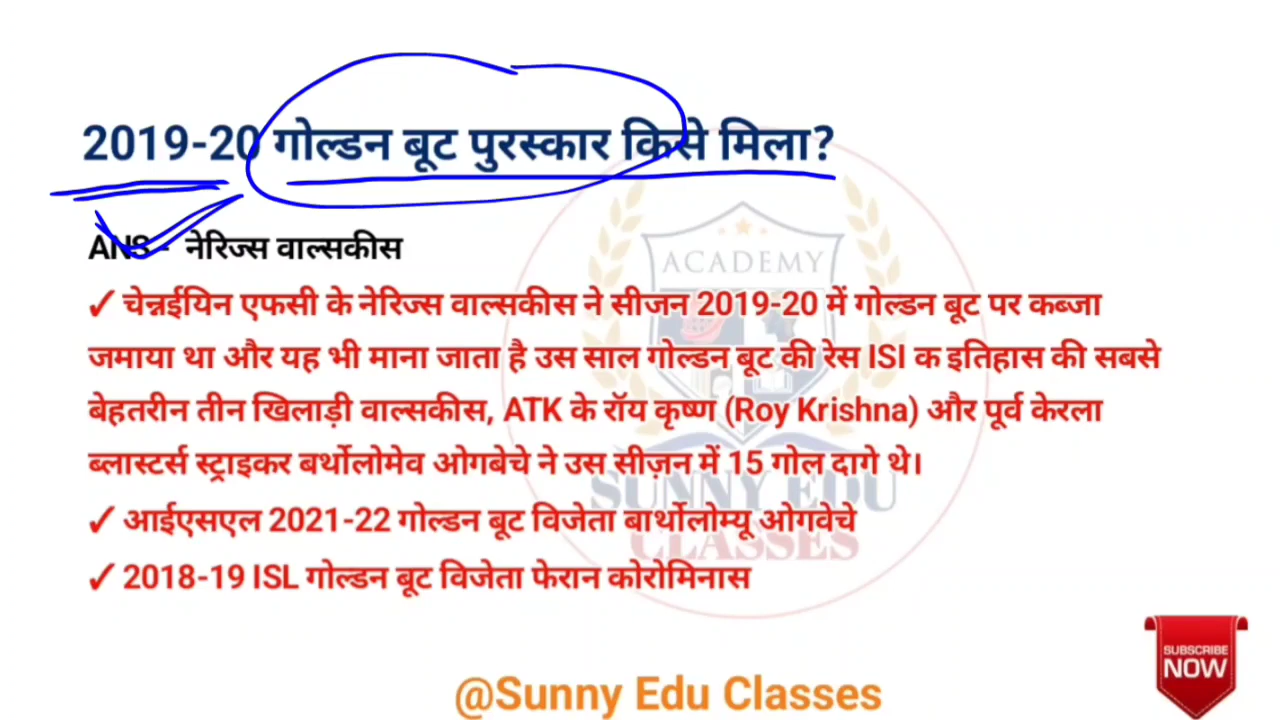 2019-20 गोल्डन बूट पुरस्कार किसे मिला?
ANS - नेरिज्स वाल्सकीस
✓ चेन्नईयिन एफसी के नेरिज्स वाल्सकीस ने सीजन 2019-20 में गोल्डन बूट पर कब्जा
जमाया था और यह भी माना जाता है उस साल गोल्डन बूट की रेस ISI क इतिहास की सबसे
बेहतरीन तीन खिलाड़ी वाल्सकीस, ATK के रॉय कृष्ण (Roy Krishna) और पूर्व केरला
ब्लास्टर्स स्ट्राइकर बर्थोलोमेव ओगबेचे ने उस सीज़न में 15 गोल दागे थे।
✓ आईएसएल 2021-22 गोल्डन बूट विजेता बार्थोलोम्यू ओगवेचे
✓ 2018-19 ISL गोल्डन बूट विजेता फेरान कोरोमिनास
ACADEMY
SUNNY EDU
CLASSES
SUBSCRIBE
NOW
@Sunny Edu Classes